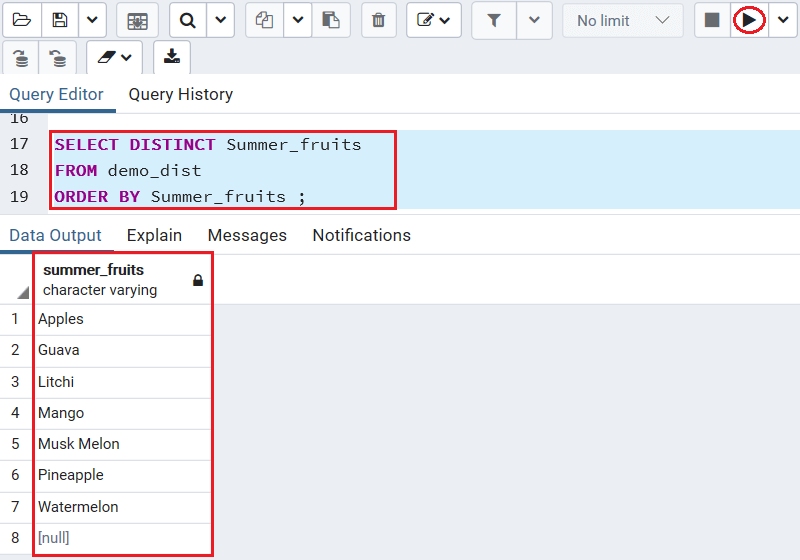 No limit
Query Editor Query History
16
17 SELECT DISTINCT Summer_fruits
18 FROM demo_dist
19 ORDER BY Summer_fruits ;
Data Output Explain Messages Notifications
summer_fruits
character varying
1 Apples
2 Guava
3 Litchi
4 Mango
5 Musk Melon
6 Pineapple
7 Watermelon
8 [null]